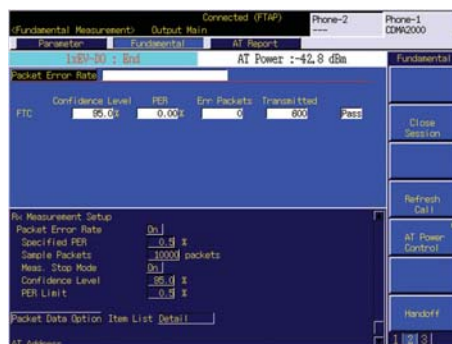 Connected (FTAP)
<Fundamental Measurement> Output Main
Phone-2
----
Phone-1
CDMA2000
Parameter Fundamental AT Report
1xEV-DO : End AT Power :-42.8 dBm
Fundamental
Packet Error Rate
Confidence Level PER Err Packets Transmitted
FTC 95.0% 0.00% 0 600 Pass
Close
Session
Refresh
Call
AT Power
Control
Handoff
Rx Measurement Setup
Packet Error Rate On
Specified PER 0.5 %
Sample Packets 10000 packets
Meas. Stop Mode On
Confidence Level 95.0 %
PER Limit 0.5 %
Packet Data Option Item List Detail
AT Address
1 2 3